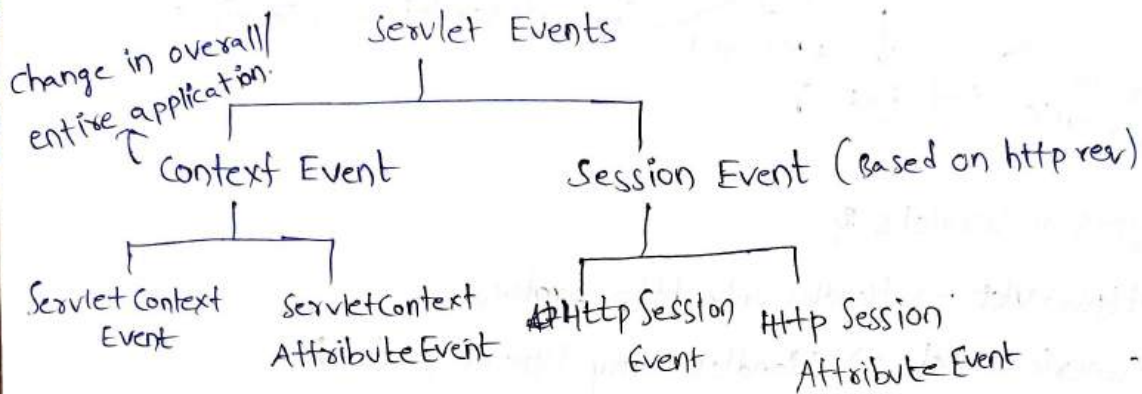 Servlet Events
Change in overall/
entire application.
Context Event
Session Event (Based on http rev)
Servlet Context
Event
ServletContext
Attribute Event
Http Session
Event
Http Session
Attribute Event